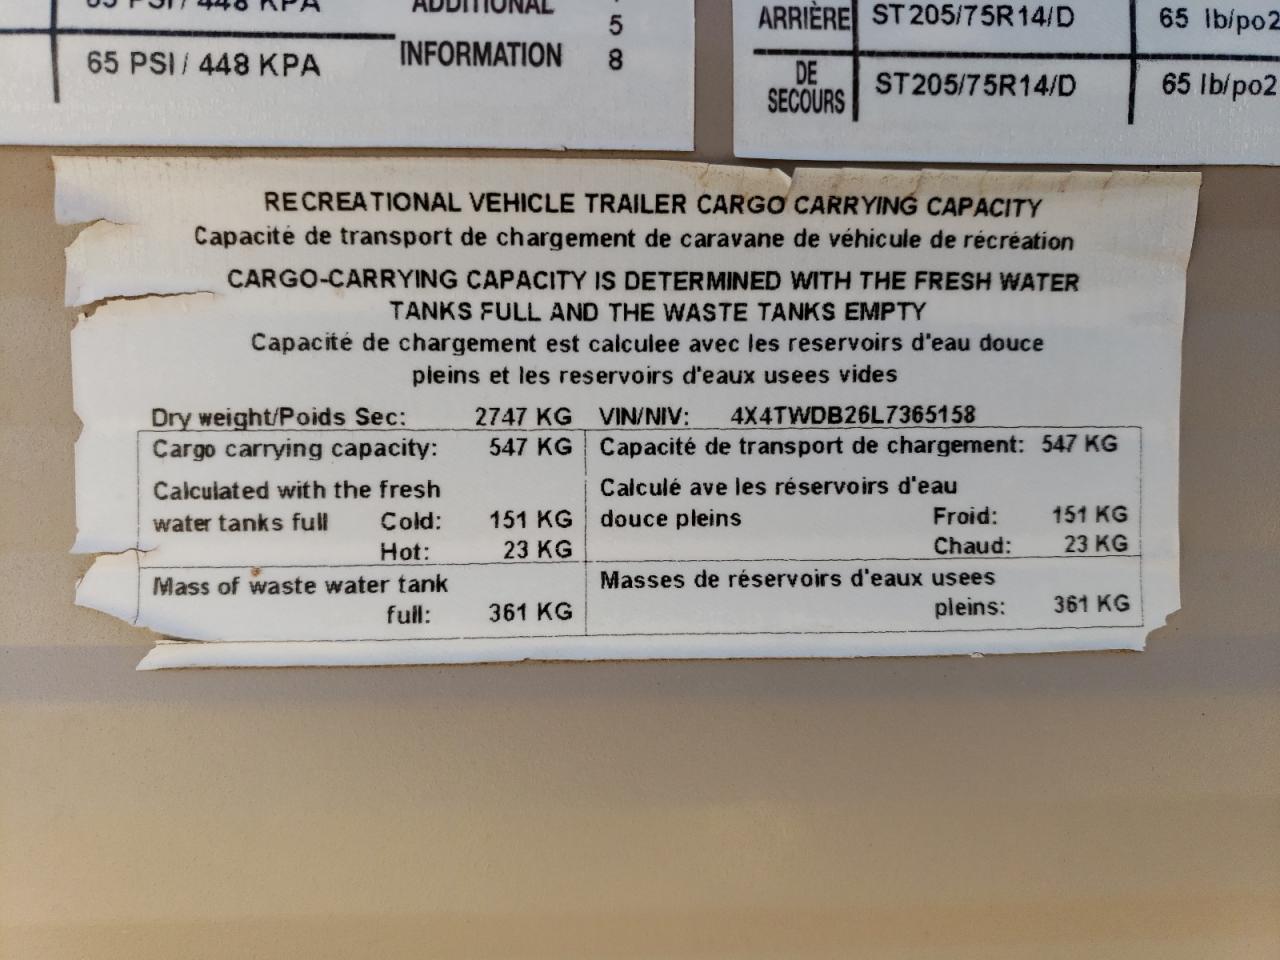 65 PSI / 448 KPA
ADDITIONAL
5
65 PSI / 448 KPA
INFORMATION
8
ARRIÈRE ST205/75R14/D 65 lb/po2
DE SECOURS ST205/75R14/D 65 lb/po2
RECREATIONAL VEHICLE TRAILER CARGO CARRYING CAPACITY
Capacité de transport de chargement de caravane de véhicule de récréation
CARGO-CARRYING CAPACITY IS DETERMINED WITH THE FRESH WATER
TANKS FULL AND THE WASTE TANKS EMPTY
Capacité de chargement est calculee avec les reservoirs d'eau douce
pleins et les reservoirs d'eaux usees vides
Dry weight/Poids Sec: 2747 KG VIN/NIV: 4X4TWDB26L7365158
Cargo carrying capacity: 547 KG Capacité de transport de chargement: 547 KG
Calculated with the fresh Calculé ave les réservoirs d'eau
water tanks full Cold: 151 KG douce pleins Froid: 151 KG
Hot: 23 KG Chaud: 23 KG
Mass of waste water tank Masses de réservoirs d'eaux usees
full: 361 KG pleins: 361 KG